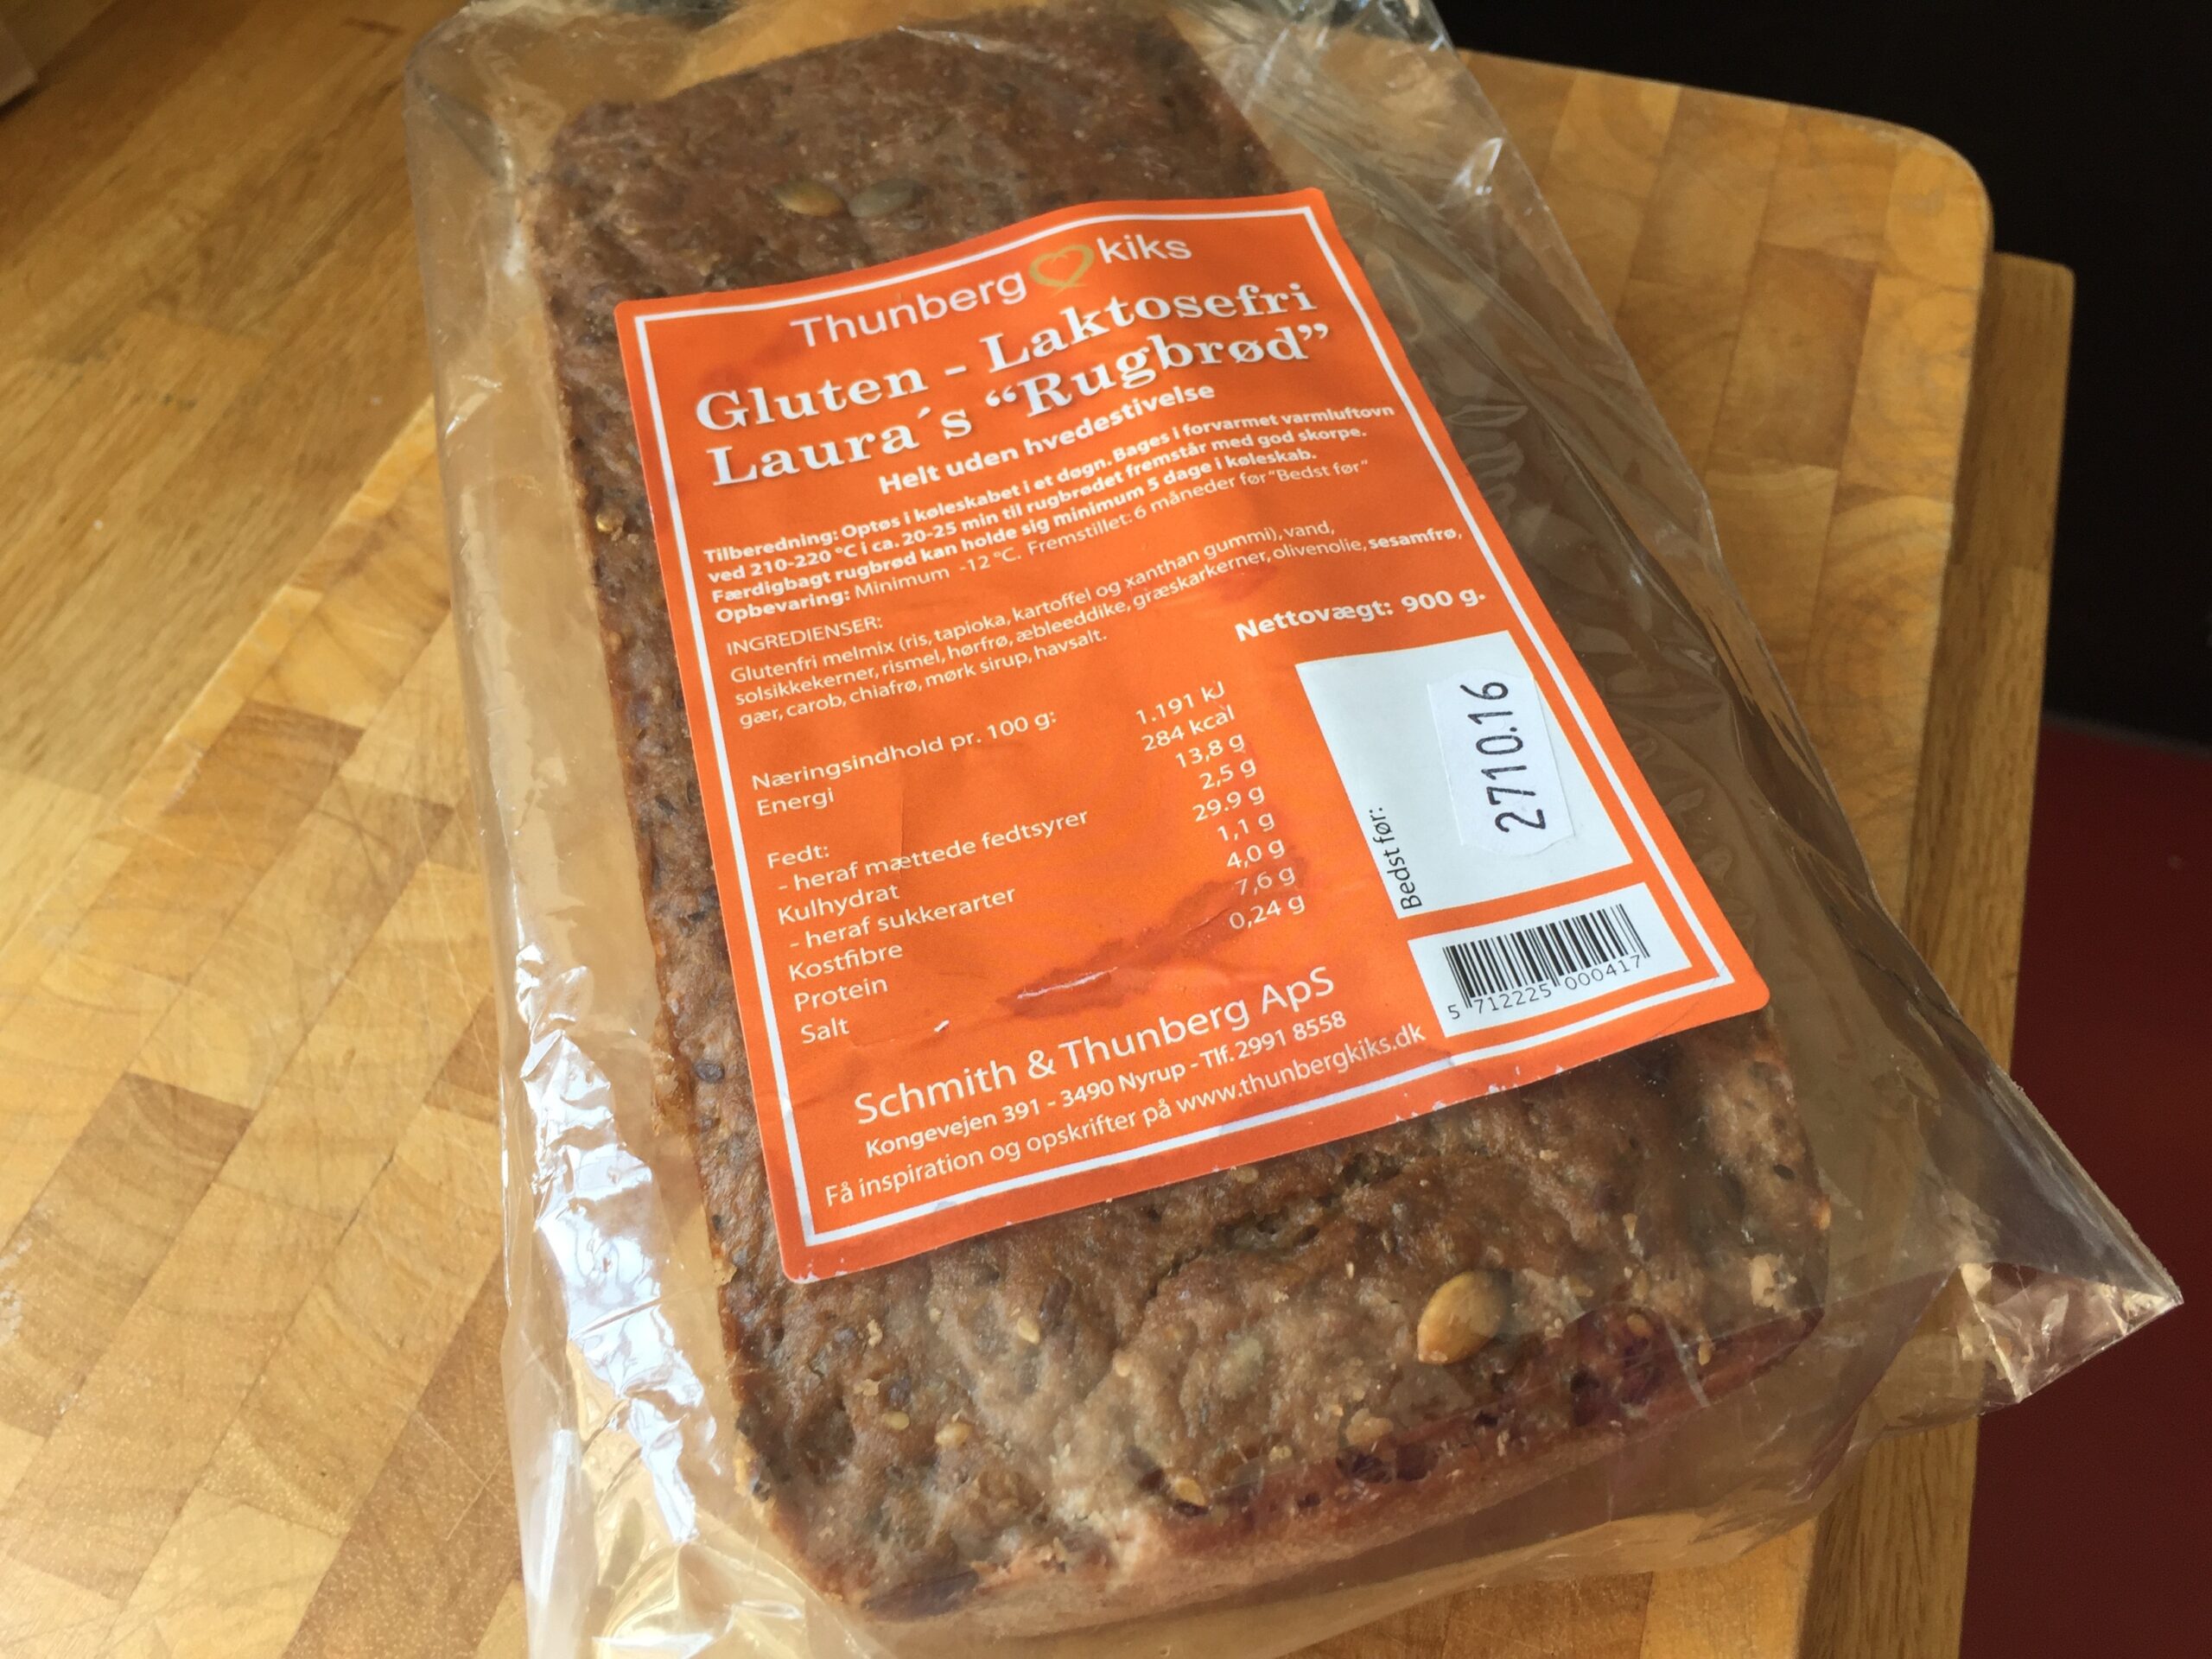 Thunberg kiks
Gluten - Laktosefri
Laura´s “Rugbrød”
Helt uden hvedestivelse
Tilberedning: Optøs i køleskabet i et døgn. Bages i forvarmet varmluftovn
ved 210-220 °C i ca. 20-25 min til rugbrødet fremstår med god skorpe.
Færdigbagt rugbrød kan holde sig minimum 5 dage i køleskab.
Opbevaring: Minimum -12 °C. Fremstillet: 6 måneder før “Bedst før”
INGREDIENSER:
Glutenfri melmix (ris, tapioka, kartoffel og xanthan gummi), vand,
solsikkekerner, rismel, hørfrø, æbleeddike, græskarkerner, olivenolie, sesamfrø,
gær, carob, chiafrø, mørk sirup, havsalt.
Nettovægt: 900 g.
Næringsindhold pr. 100 g:
Energi 1.191 kJ
284 kcal
Fedt: 13,8 g
- heraf mættede fedtsyrer 2,5 g
Kulhydrat 29.9 g
- heraf sukkerarter 1,1 g
Kostfibre 4,0 g
Protein 7,6 g
Salt 0,24 g
Bedst før:
27.10.16
5 712225 000417
Schmith & Thunberg ApS
Kongevejen 391 - 3490 Nyrup - Tlf. 2991 8558
Få inspiration og opskrifter på www.thunbergkiks.dk